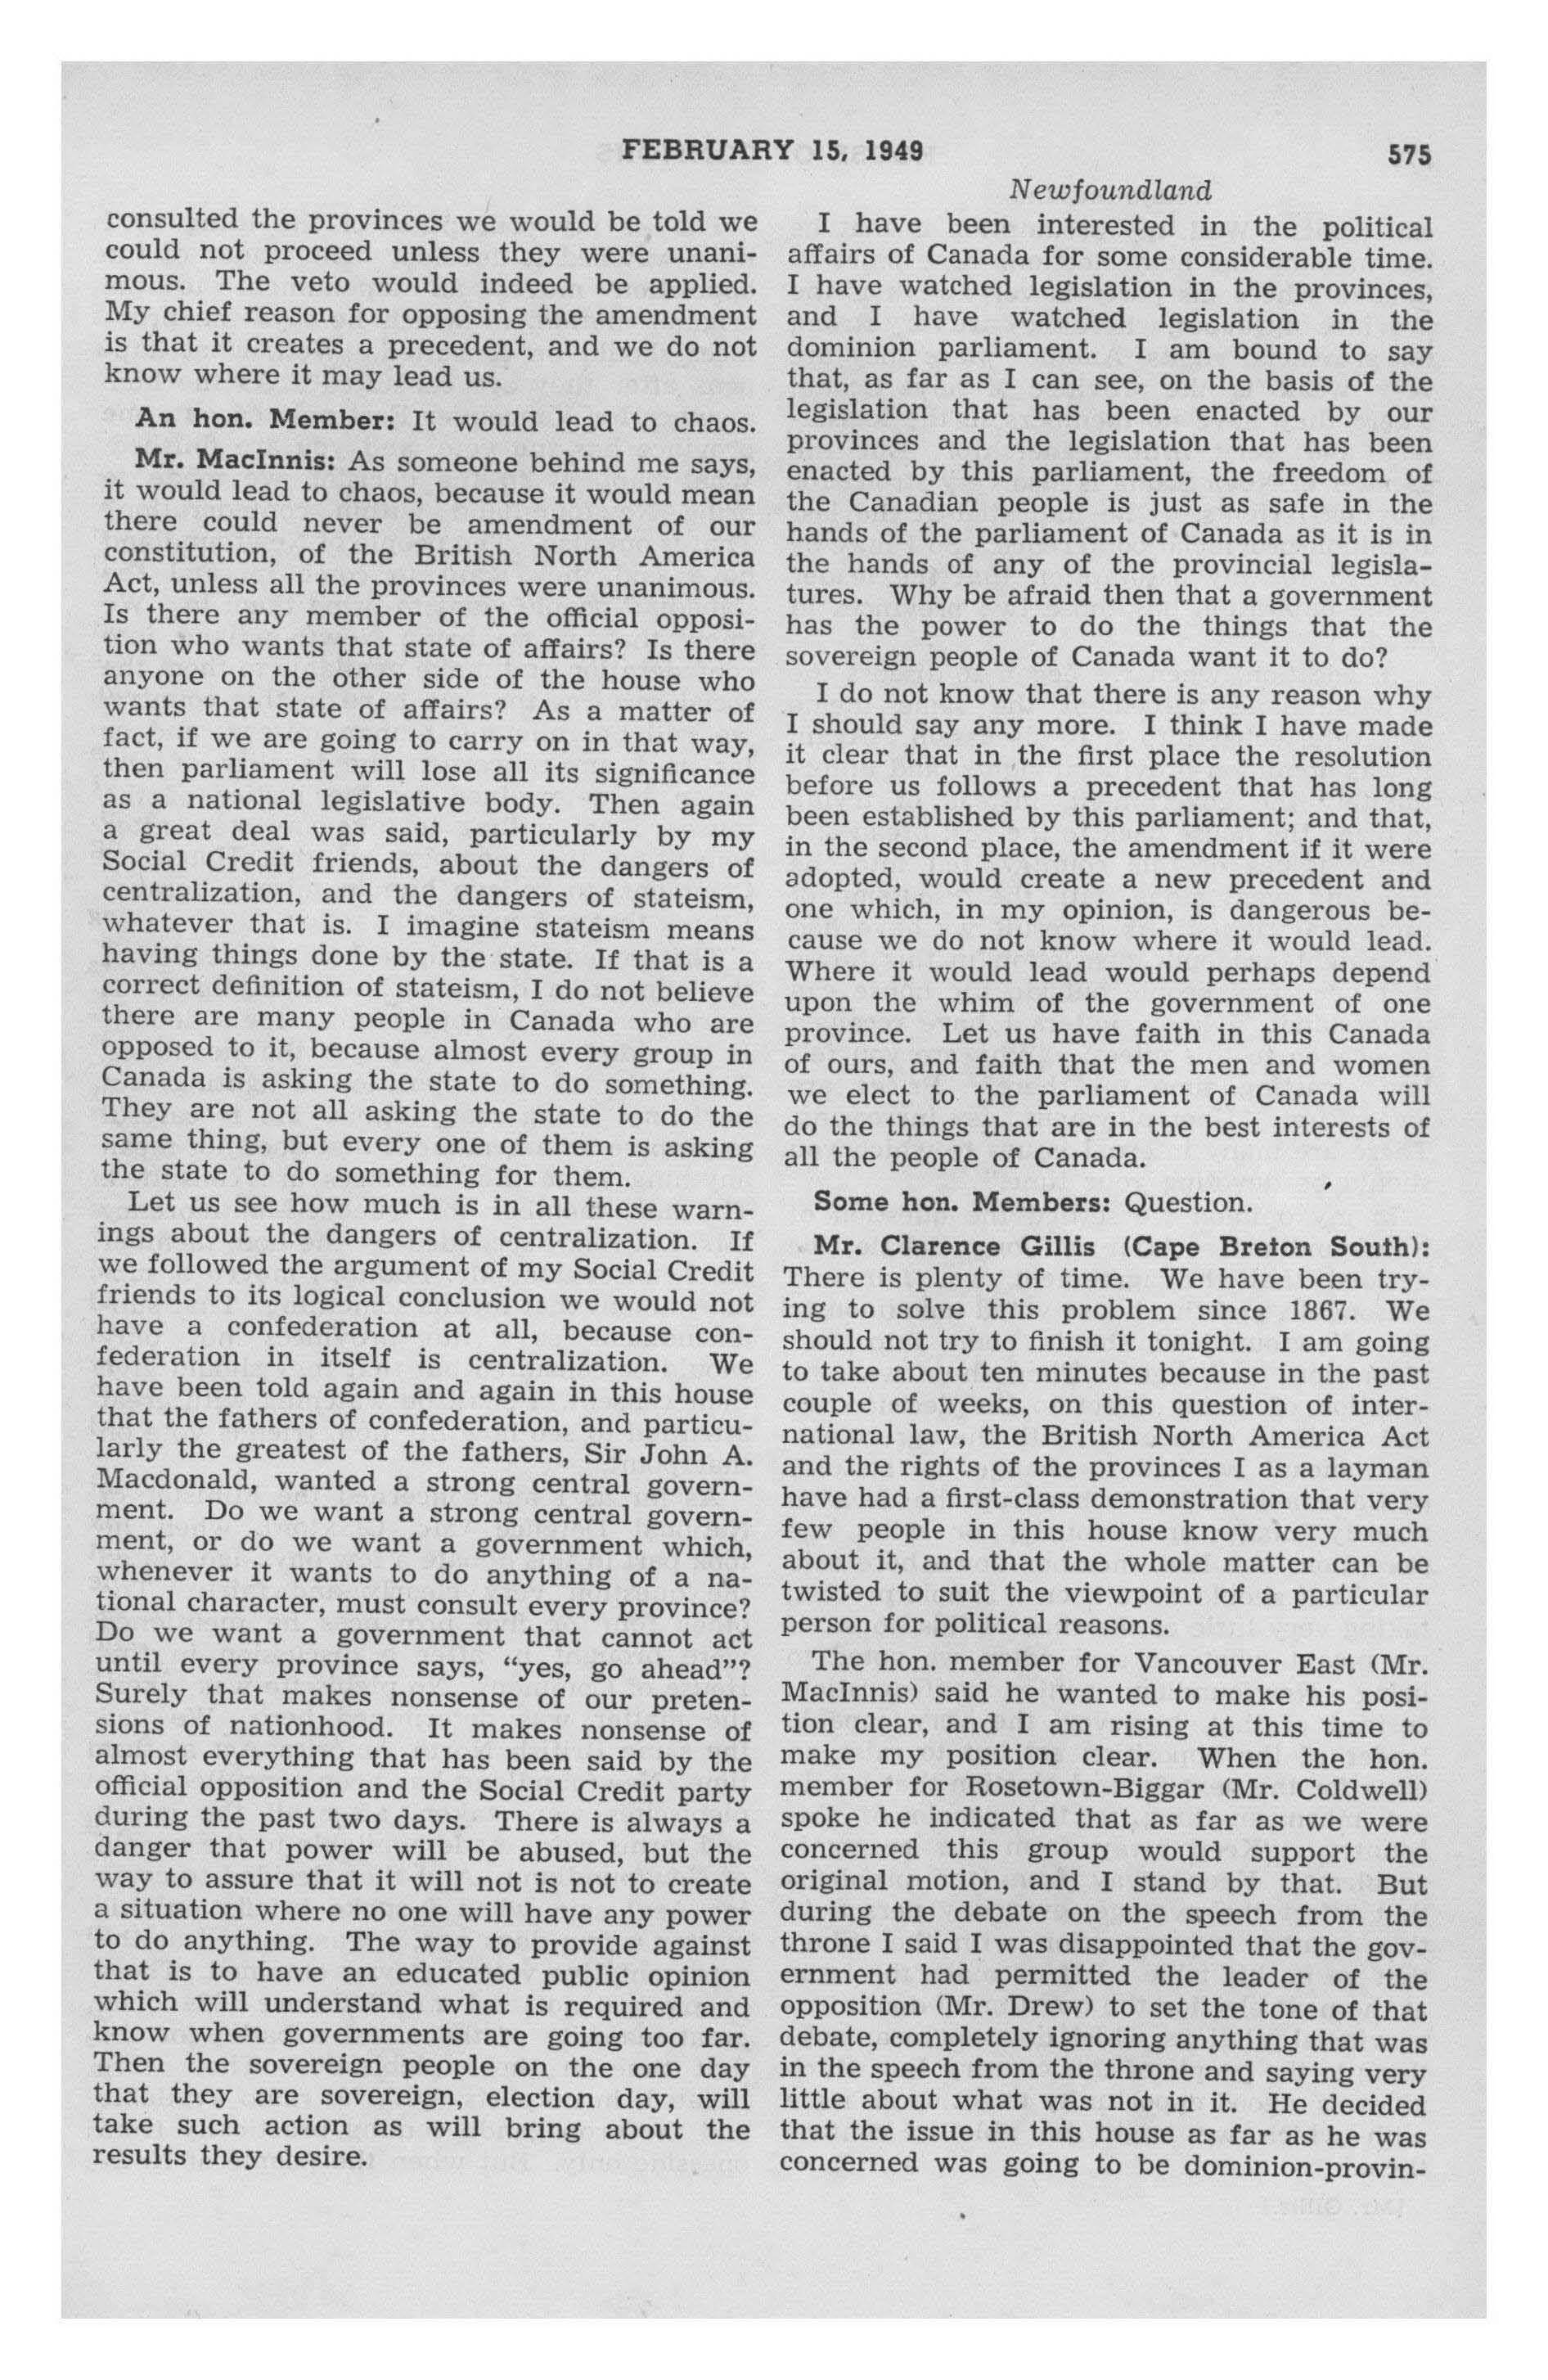 FEBRUARY 15, 1949
575
Newfoundland
consulted the provinces we would be told we
could not proceed unless they were unani-
mous. The veto would indeed be applied.
My chief reason for opposing the amendment
is that it creates a precedent, and we do not
know where it may lead us.
An hon. Member: It would lead to chaos.
Mr. MacInnis: As someone behind me says,
it would lead to chaos, because it would mean
there could never be amendment of our
constitution, of the British North America
Act, unless all the provinces were unanimous.
Is there any member of the official opposi-
tion who wants that state of affairs? Is there
anyone on the other side of the house who
wants that state of affairs? As a matter of
fact, if we are going to carry on in that way,
then parliament will lose all its significance
as a national legislative body. Then again
a great deal was said, particularly by my
Social Credit friends, about the dangers of
centralization, and the dangers of stateism,
whatever that is. I imagine stateism means
having things done by the state. If that is a
correct definition of stateism, I do not believe
there are many people in Canada who are
opposed to it, because almost every group in
Canada is asking the state to do something.
They are not all asking the state to do the
same thing, but every one of them is asking
the state to do something for them.
Let us see how much is in all these warn-
ings about the dangers of centralization. If
we followed the argument of my Social Credit
friends to its logical conclusion we would not
have a confederation at all, because con-
federation in itself is centralization. We
have been told again and again in this house
that the fathers of confederation, and particu-
larly the greatest of the fathers, Sir John A.
Macdonald, wanted a strong central govern-
ment. Do we want a strong central govern-
ment, or do we want a government which,
whenever it wants to do anything of a na-
tional character, must consult every province?
Do we want a government that cannot act
until every province says, "yes, go ahead"?
Surely that makes nonsense of our preten-
sions of nationhood. It makes nonsense of
almost everything that has been said by the
official opposition and the Social Credit party
during the past two days. There is always a
danger that power will be abused, but the
way to assure that it will not is not to create
a situation where no one will have any power
to do anything. The way to provide against
that is to have an educated public opinion
which will understand what is required and
know when governments are going too far.
Then the sovereign people on the one day
that they are sovereign, election day, will
take such action as will bring about the
results they desire.
I have been interested in the political
affairs of Canada for some considerable time.
I have watched legislation in the provinces,
and I have watched legislation in the
dominion parliament. I am bound to say
that, as far as I can see, on the basis of the
legislation that has been enacted by our
provinces and the legislation that has been
enacted by this parliament, the freedom of
the Canadian people is just as safe in the
hands of the parliament of Canada as it is in
the hands of any of the provincial legisla-
tures. Why be afraid then that a government
has the power to do the things that the
sovereign people of Canada want it to do?
I do not know that there is any reason why
I should say any more. I think I have made
it clear that in the first place the resolution
before us follows a precedent that has long
been established by this parliament; and that,
in the second place, the amendment if it were
adopted, would create a new precedent and
one which, in my opinion, is dangerous be-
cause we do not know where it would lead.
Where it would lead would perhaps depend
upon the whim of the government of one
province. Let us have faith in this Canada
of ours, and faith that the men and women
we elect to the parliament of Canada will
do the things that are in the best interests of
all the people of Canada.
Some hon. Members: Question.
Mr. Clarence Gillis (Cape Breton South):
There is plenty of time. We have been try-
ing to solve this problem since 1867. We
should not try to finish it tonight. I am going
to take about ten minutes because in the past
couple of weeks, on this question of inter-
national law, the British North America Act
and the rights of the provinces I as a layman
have had a first-class demonstration that very
few people in this house know very much
about it, and that the whole matter can be
twisted to suit the viewpoint of a particular
person for political reasons.
The hon. member for Vancouver East (Mr.
MacInnis) said he wanted to make his posi-
tion clear, and I am rising at this time to
make my position clear. When the hon.
member for Rosetown-Biggar (Mr. Coldwell)
spoke he indicated that as far as we were
concerned this group would support the
original motion, and I stand by that. But
during the debate on the speech from the
throne I said I was disappointed that the gov-
ernment had permitted the leader of the
opposition (Mr. Drew) to set the tone of that
debate, completely ignoring anything that was
in the speech from the throne and saying very
little about what was not in it. He decided
that the issue in this house as far as he was
concerned was going to be dominion-provin-